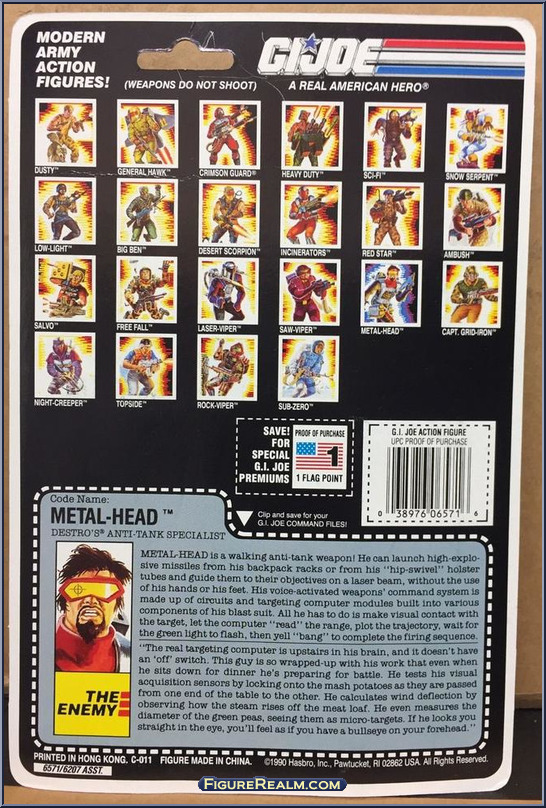 MODERN
ARMY
ACTION
FIGURES!
(WEAPONS DO NOT SHOOT)
G.I. JOE
A REAL AMERICAN HERO®
DUSTY™ GENERAL HAWK™ CRIMSON GUARD® HEAVY DUTY™ SCI-FI™ SNOW SERPENT™
LOW-LIGHT™ BIG BEN™ DESERT SCORPION™ INCINERATORS™ RED STAR™ AMBUSH™
SALVO™ FREE FALL™ LASER-VIPER™ SAW-VIPER™ METAL-HEAD™ CAPT. GRID-IRON™
NIGHT-CREEPER™ TOPSIDE™ ROCK-VIPER™ SUB-ZERO™
SAVE!
FOR
SPECIAL
G.I. JOE
PREMIUMS
PROOF OF PURCHASE
1
1 FLAG POINT
G.I. JOE ACTION FIGURE
UPC PROOF OF PURCHASE
0 38976 06571 6
Clip and save for your
G.I. JOE COMMAND FILES!
Code Name:
METAL-HEAD™
DESTRO'S® ANTI-TANK SPECIALIST
METAL-HEAD is a walking anti-tank weapon! He can launch high-explo-
sive missiles from his backpack racks or from his "hip-swivel" holster
tubes and guide them to their objectives on a laser beam, without the use
of his hands or his feet. His voice-activated weapons' command system is
made up of circuits and targeting computer modules built into various
components of his blast suit. All he has to do is make visual contact with
the target, let the computer "read" the range, plot the trajectory, wait for
the green light to flash, then yell "bang" to complete the firing sequence.
"The real targeting computer is upstairs in his brain, and it doesn't have
an 'off' switch. This guy is so wrapped-up with his work that even when
he sits down for dinner he's preparing for battle. He tests his visual
acquisition sensors by locking onto the mash potatoes as they are passed
from one end of the table to the other. He calculates wind deflection by
observing how the steam rises off the meat loaf. He even measures the
diameter of the green peas, seeing them as micro-targets. If he looks you
straight in the eye, you'll feel as if you have a bullseye on your forehead."
THE
ENEMY
PRINTED IN HONG KONG. C-011 FIGURE MADE IN CHINA.
©1990 Hasbro, Inc., Pawtucket, RI 02862 USA. All Rights Reserved.
6571/6207 ASST.
FIGUREREALM.COM